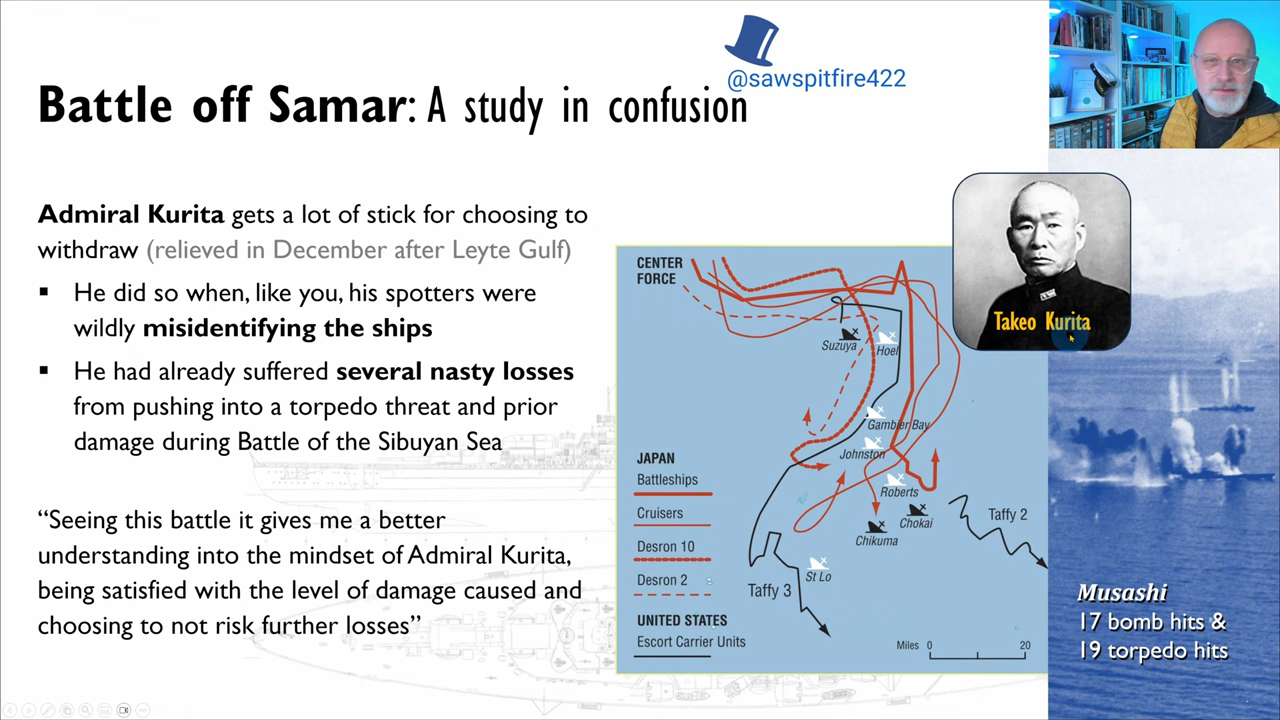 @sawspitfire422
Battle off Samar: A study in confusion
Admiral Kurita gets a lot of stick for choosing to
withdraw (relieved in December after Leyte Gulf)
▪ He did so when, like you, his spotters were
wildly misidentifying the ships
▪ He had already suffered several nasty losses
from pushing into a torpedo threat and prior
damage during Battle of the Sibuyan Sea
“Seeing this battle it gives me a better
understanding into the mindset of Admiral Kurita,
being satisfied with the level of damage caused and
choosing to not risk further losses”
CENTER
FORCE
Suzuya
Hoel
Gambier Bay
Johnston
Roberts
Chokai
Chikuma
St Lo
Taffy 2
Taffy 3
JAPAN
Battleships
Cruisers
Desron 10
Desron 2
UNITED STATES
Escort Carrier Units
Miles 0 20
Takeo Kurita
Musashi
17 bomb hits &
19 torpedo hits